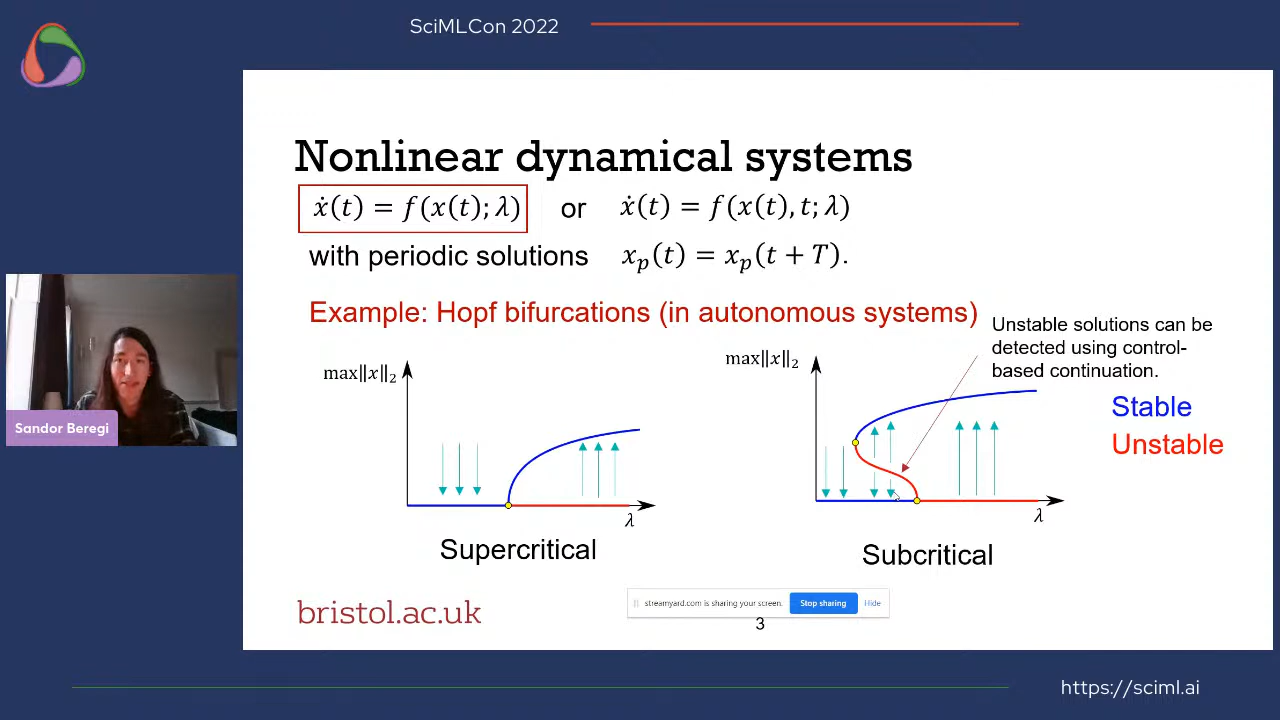 SciMLCon 2022
Nonlinear dynamical systems
ẋ(t) = f(x(t); λ) or ẋ(t) = f(x(t), t; λ)
with periodic solutions xₚ(t) = xₚ(t + T).
Example: Hopf bifurcations (in autonomous systems)
Unstable solutions can be
detected using control-
based continuation.
max‖x‖₂
max‖x‖₂
Stable
Unstable
Sandor Beregi
λ
λ
Supercritical
Subcritical
streamyard.com is sharing your screen. Stop sharing Hide
bristol.ac.uk
3
https://sciml.ai